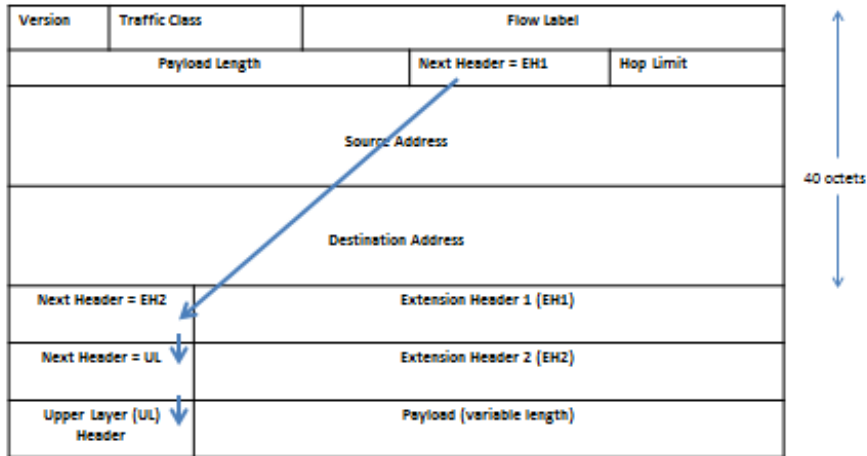 Version
Traffic Class
Flow Label
Payload Length
Next Header = EH1
Hop Limit
Source Address
40 octets
Destination Address
Next Header = EH2
Extension Header 1 (EH1)
Next Header = UL
Extension Header 2 (EH2)
Upper Layer (UL)
Header
Payload (variable length)